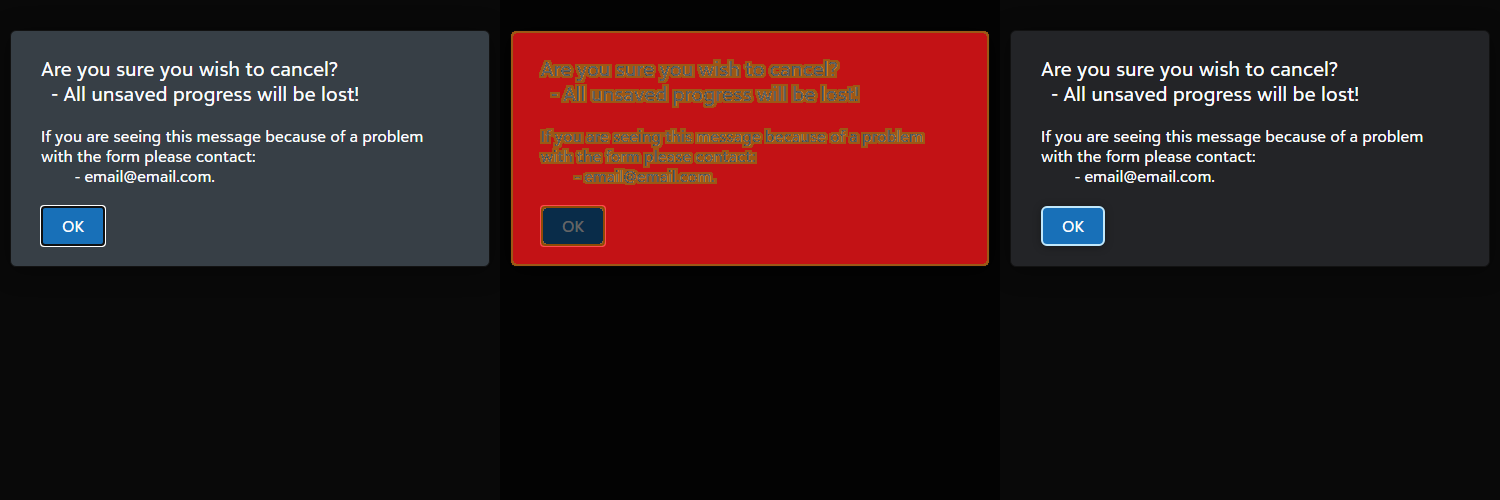 Are you sure you wish to cancel?
- All unsaved progress will be lost!
If you are seeing this message because of a problem
with the form please contact:
- email@email.com.
OK
Are you sure you wish to cancel?
- All unsaved progress will be lost!
If you are seeing this message because of a problem
with the form please contact:
- email@email.com.
OK
Are you sure you wish to cancel?
- All unsaved progress will be lost!
If you are seeing this message because of a problem
with the form please contact:
- email@email.com.
OK